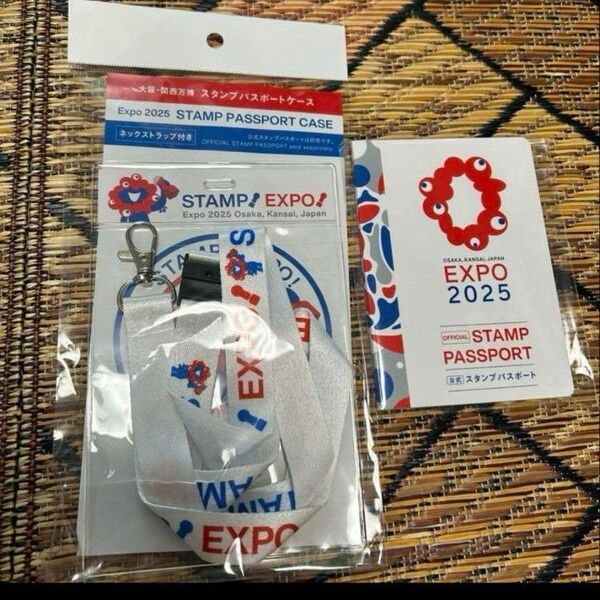 大阪・関西万博 スタンプパスポートケース
Expo 2025 STAMP PASSPORT CASE
ネックストラップ付き
公式スタンプパスポートは別売です。
OFFICIAL STAMP PASSPORT sold separately
STAMP! EXPO!
Expo 2025 Osaka, Kansai, Japan
STAMP
EXPO!
EXPO
OSAKA, KANSAI, JAPAN
EXPO
2025
OFFICIAL STAMP
PASSPORT
公式 スタンプパスポート